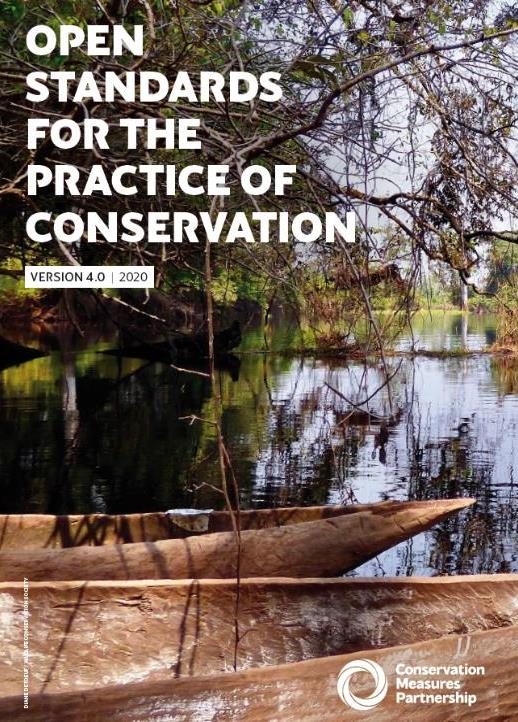 OPEN
STANDARDS
FOR THE
PRACTICE OF
CONSERVATION
VERSION 4.0 | 2020
Conservation
Measures
Partnership